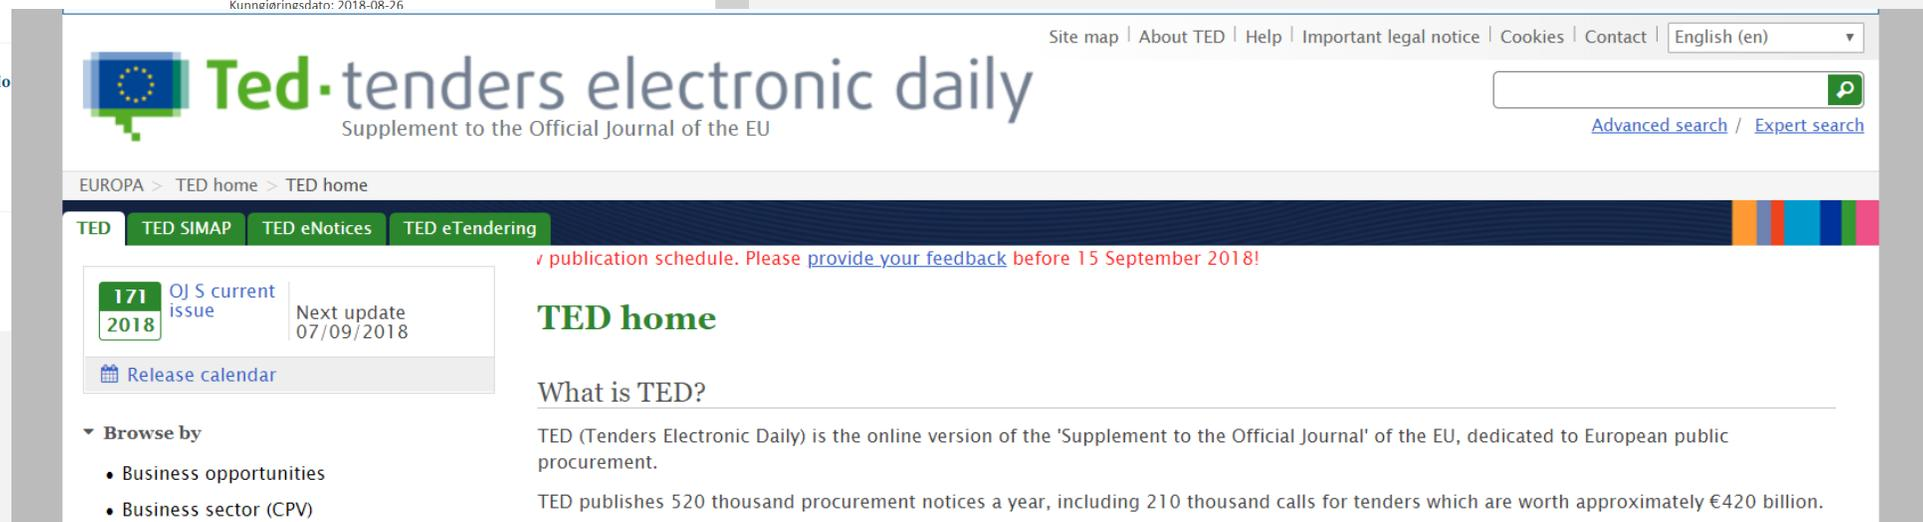 Kunngjøringsdato: 2018-08-26
Site map About TED Help Important legal notice Cookies Contact English (en)
Ted· tenders electronic daily
Supplement to the Official Journal of the EU
Advanced search / Expert search
EUROPA > TED home > TED home
TED TED SIMAP TED eNotices TED eTendering
publication schedule. Please provide your feedback before 15 September 2018!
171
2018
OJ S current
issue
Next update
07/09/2018
Release calendar
Browse by
• Business opportunities
• Business sector (CPV)
TED home
What is TED?
TED (Tenders Electronic Daily) is the online version of the 'Supplement to the Official Journal' of the EU, dedicated to European public
procurement.
TED publishes 520 thousand procurement notices a year, including 210 thousand calls for tenders which are worth approximately €420 billion.